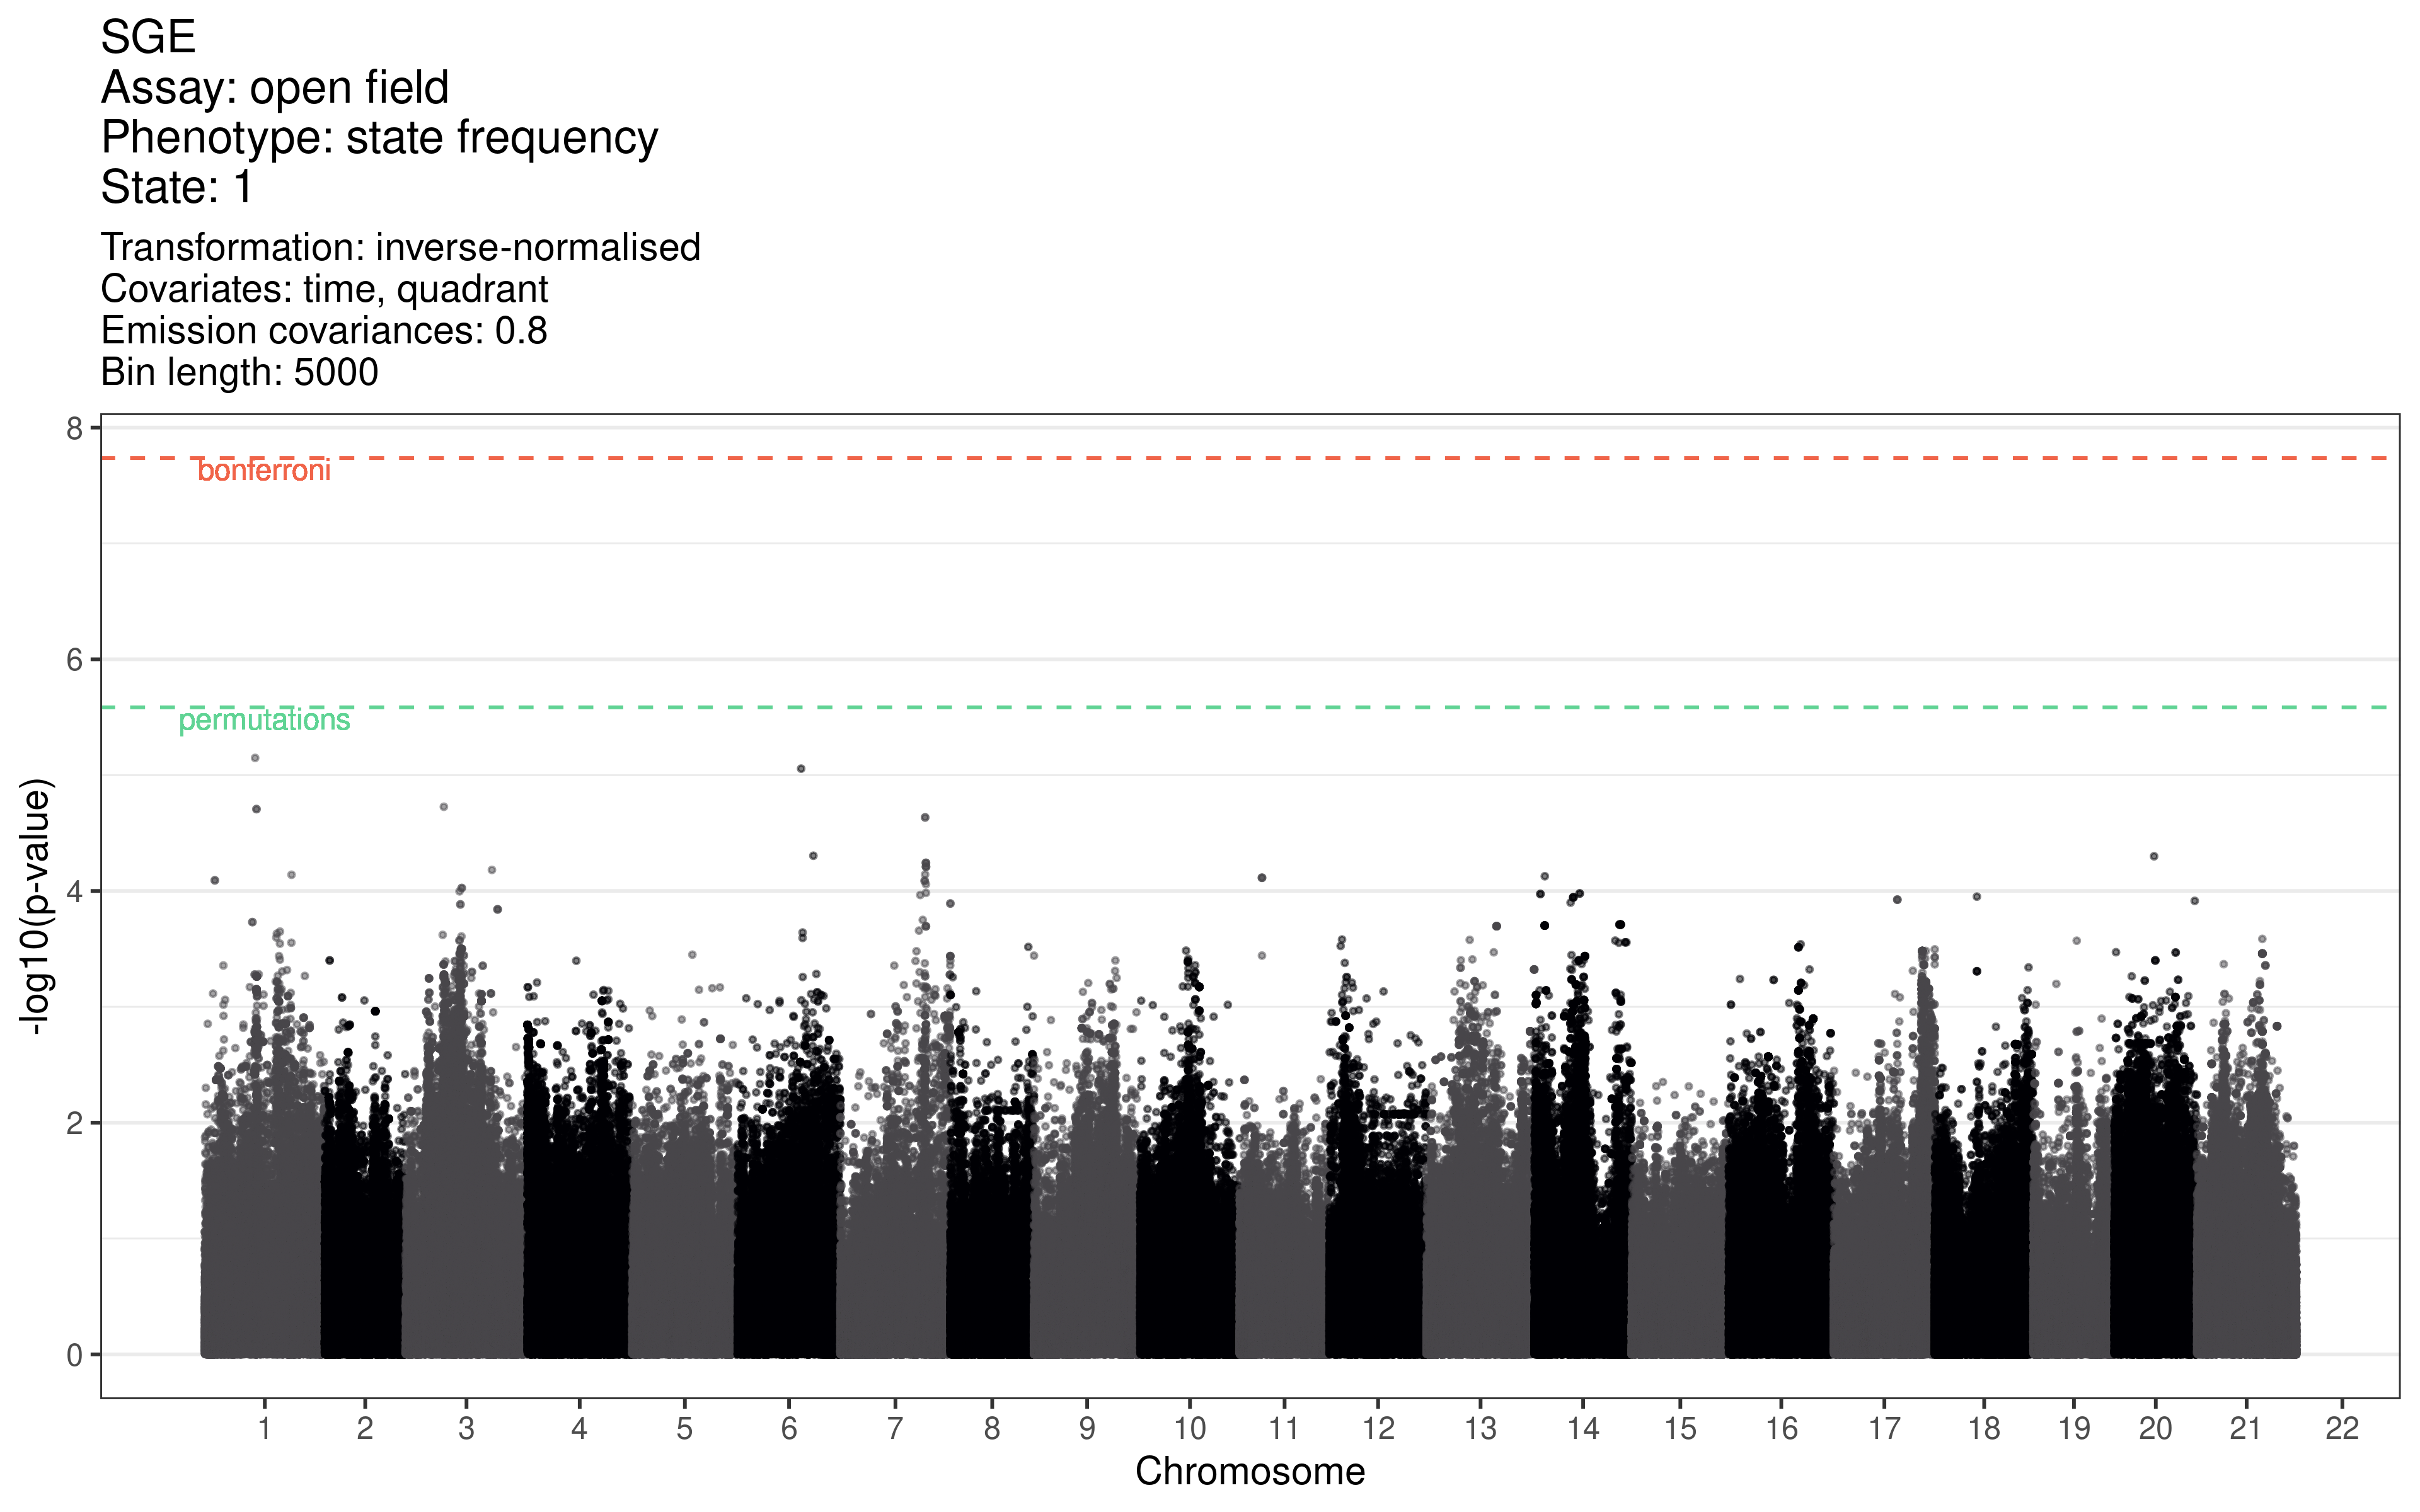 SGE
Assay: open field
Phenotype: state frequency
State: 1
Transformation: inverse-normalised
Covariates: time, quadrant
Emission covariances: 0.8
Bin length: 5000
8
bonferroni
6
permutations
4
2
0
-log10(p-value)
1 2 3 4 5 6 7 8 9 10 11 12 13 14 15 16 17 18 19 20 21 22
Chromosome